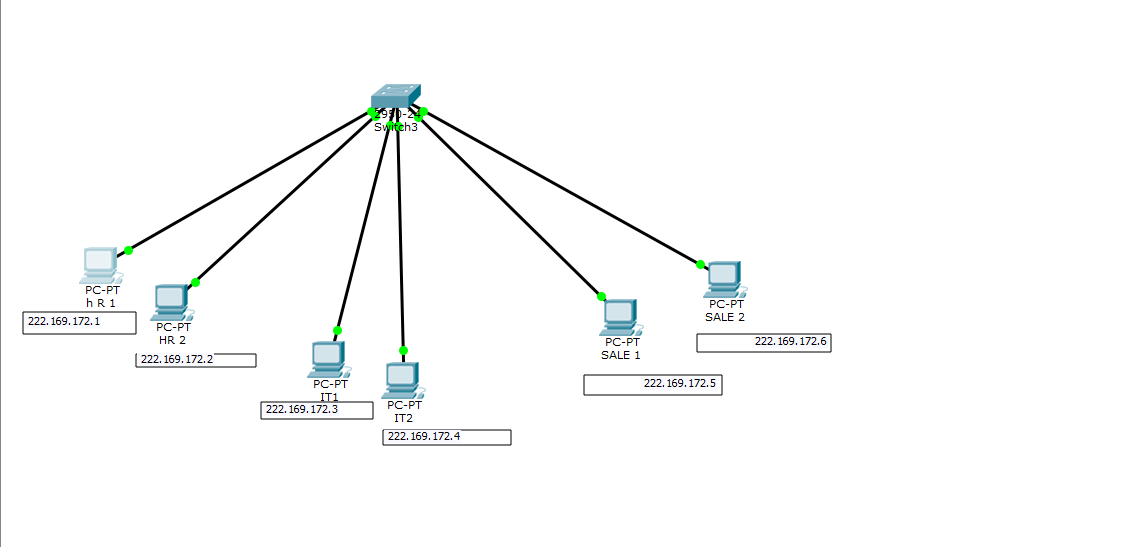 2950-24
Switch3
PC-PT
h R 1
222.169.172.1
PC-PT
HR 2
222.169.172.2
PC-PT
IT1
222.169.172.3
PC-PT
IT2
222.169.172.4
PC-PT
SALE 1
222.169.172.5
PC-PT
SALE 2
222.169.172.6